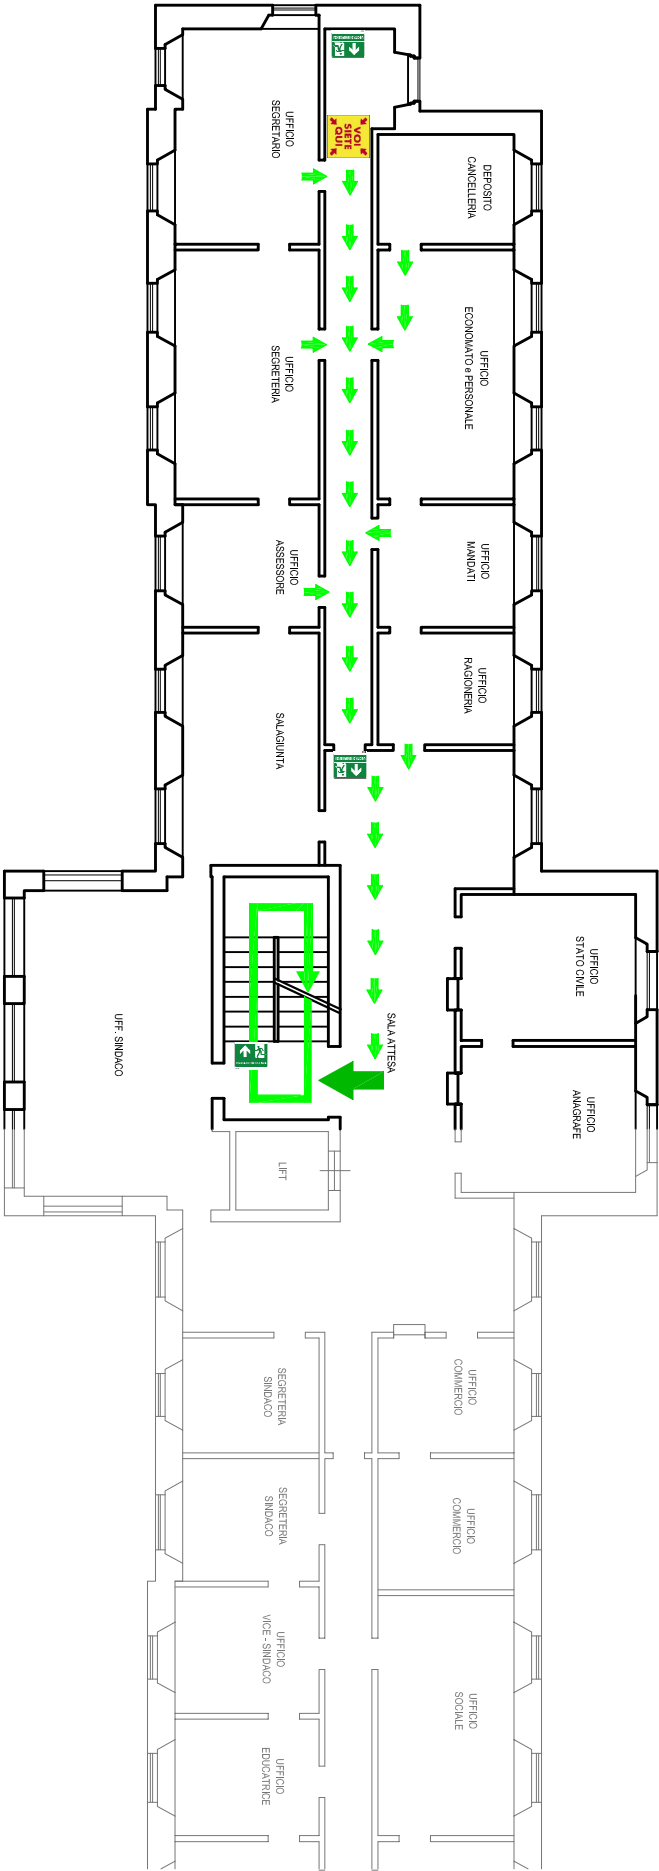 VOI
SIETE
QUI
UFFICIO
SEGRETARIO
DEPOSITO
CANCELLERIA
UFFICIO
SEGRETERIA
UFFICIO
ECONOMATO e PERSONALE
UFFICIO
ASSESSORE
UFFICIO
MANDATI
UFFICIO
RAGIONERIA
SALAGIUNTA
UFFICIO
STATO CIVILE
UFF. SINDACO
SALA ATTESA
UFFICIO
ANAGRAFE
LIFT
SEGRETERIA
SINDACO
UFFICIO
COMMERCIO
SEGRETERIA
SINDACO
UFFICIO
COMMERCIO
UFFICIO
VICE - SINDACO
UFFICIO
SOCIALE
UFFICIO
EDUCATRICE